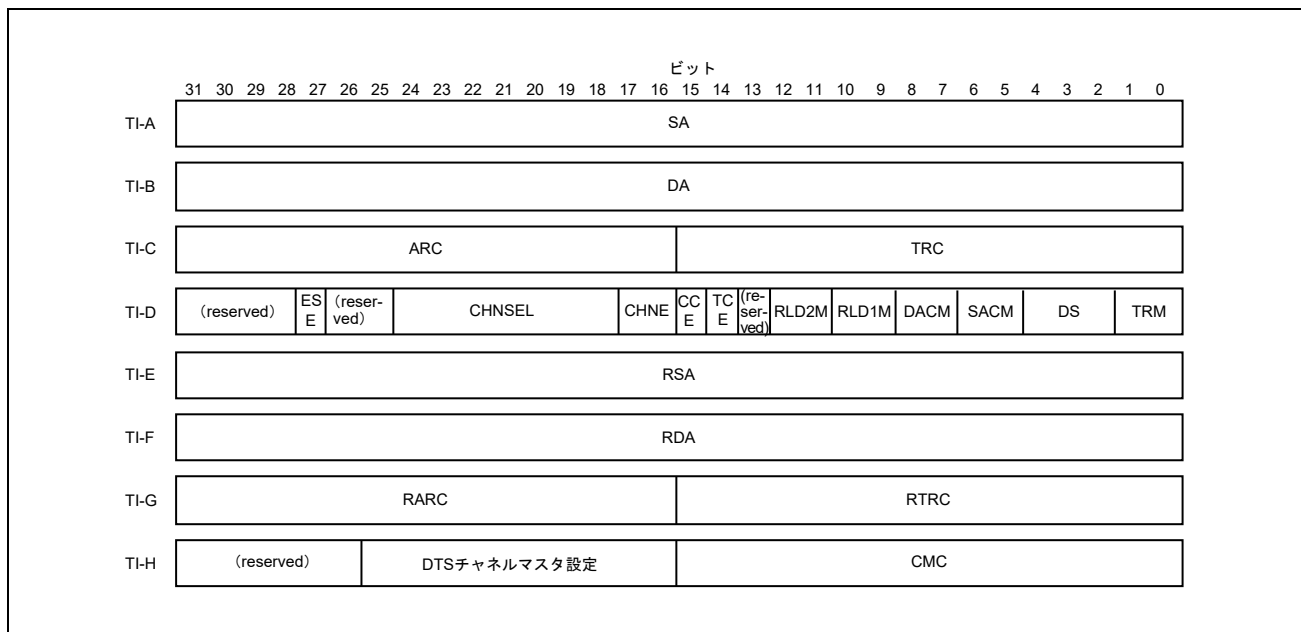 ビット
31 30 29 28 27 26 25 24 23 22 21 20 19 18 17 16 15 14 13 12 11 10 9 8 7 6 5 4 3 2 1 0
TI-A SA
TI-B DA
TI-C ARC TRC
TI-D （reserved） ES E （reser- ved） CHNSEL CHNE CC E TC E (re- ser- ved) RLD2M RLD1M DACM SACM DS TRM
TI-E RSA
TI-F RDA
TI-G RARC RTRC
TI-H （reserved） DTSチャネルマスタ設定 CMC